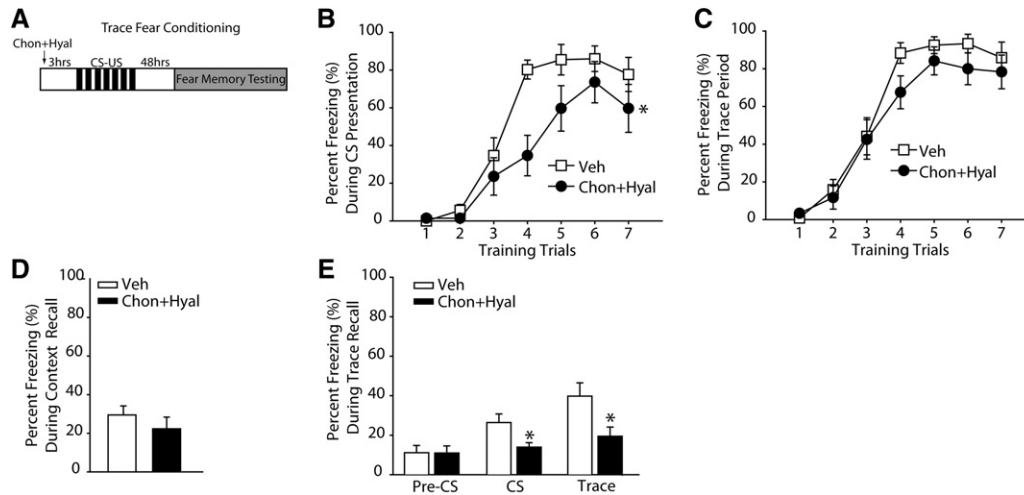 A
Trace Fear Conditioning
Chon+Hyal
3hrs CS-US 48hrs
Fear Memory Testing
B
Percent Freezing (%)
During CS Presentation
100
80
60
40
20
0
*
Veh
Chon+Hyal
1 2 3 4 5 6 7
Training Trials
C
Percent Freezing (%)
During Trace Period
100
80
60
40
20
0
Veh
Chon+Hyal
1 2 3 4 5 6 7
Training Trials
D
Percent Freezing (%)
During Context Recall
100
80
60
40
20
0
Veh
Chon+Hyal
E
Percent Freezing (%)
During Trace Recall
100
80
60
40
20
0
Veh
Chon+Hyal
* *
Pre-CS CS Trace